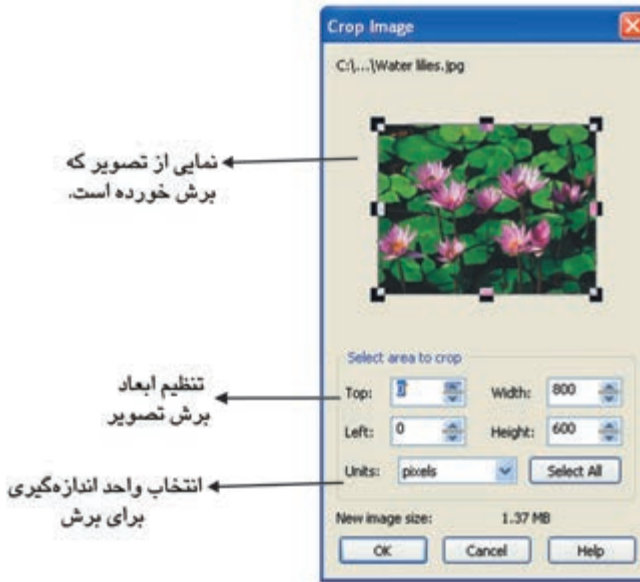 Crop Image
C:\...\Water lilies.jpg
نمایی از تصویر که
برش خورده است.
Select area to crop
تنظیم ابعاد
برش تصویر
Top: 0 Width: 800
Left: 0 Height: 600
انتخاب واحد اندازه‌گیری
برای برش
Units: pixels Select All
New image size: 1.37 MB
OK Cancel Help